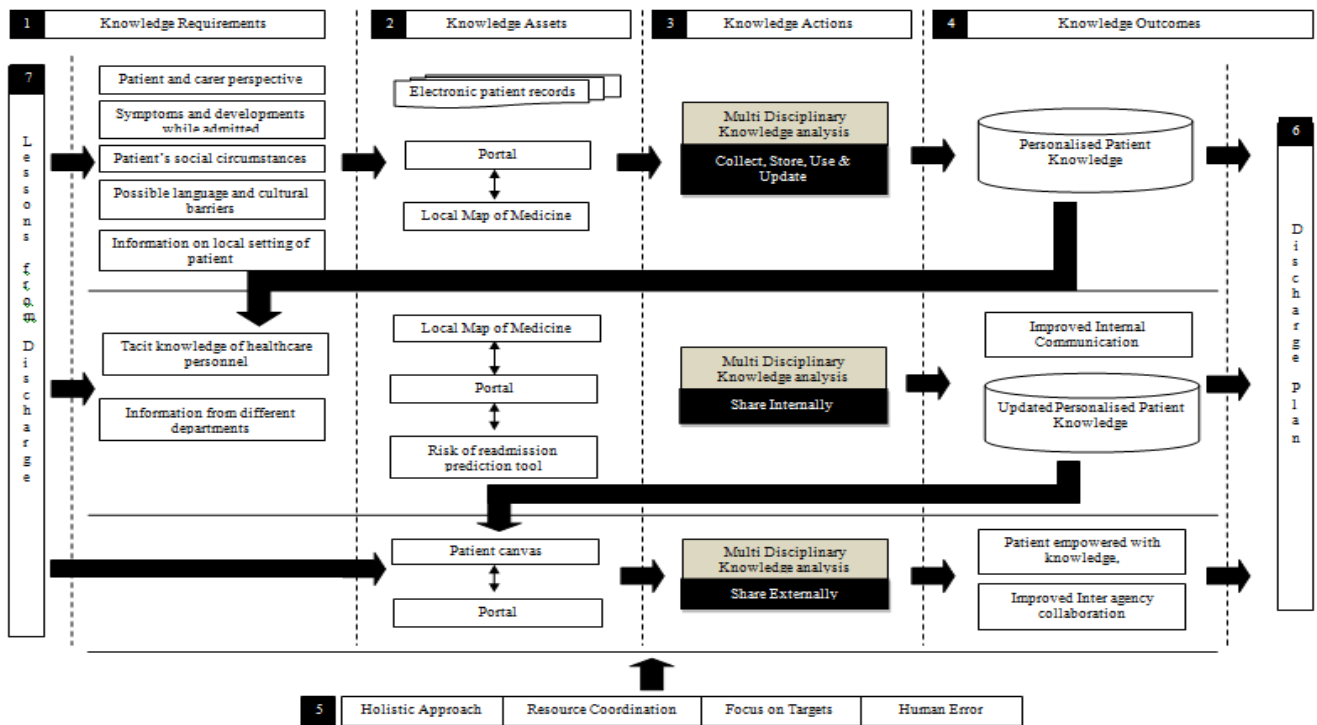 1 Knowledge Requirements
2 Knowledge Assets
3 Knowledge Actions
4 Knowledge Outcomes
7
Lessons from Discharge
Patient and carer perspective
Symptoms and developments
while admitted
Patient's social circumstances
Possible language and cultural
barriers
Information on local setting of
patient
Electronic patient records
Portal
Local Map of Medicine
Multi Disciplinary
Knowledge analysis
Collect, Store, Use &
Update
Personalised Patient
Knowledge
6
Discharge Plan
Tacit knowledge of healthcare
personnel
Information from different
departments
Local Map of Medicine
Portal
Risk of readmission
prediction tool
Multi Disciplinary
Knowledge analysis
Share Internally
Improved Internal
Communication
Updated Personalised Patient
Knowledge
Patient canvas
Portal
Multi Disciplinary
Knowledge analysis
Share Externally
Patient empowered with
knowledge,
Improved Inter agency
collaboration
5 Holistic Approach Resource Coordination Focus on Targets Human Error